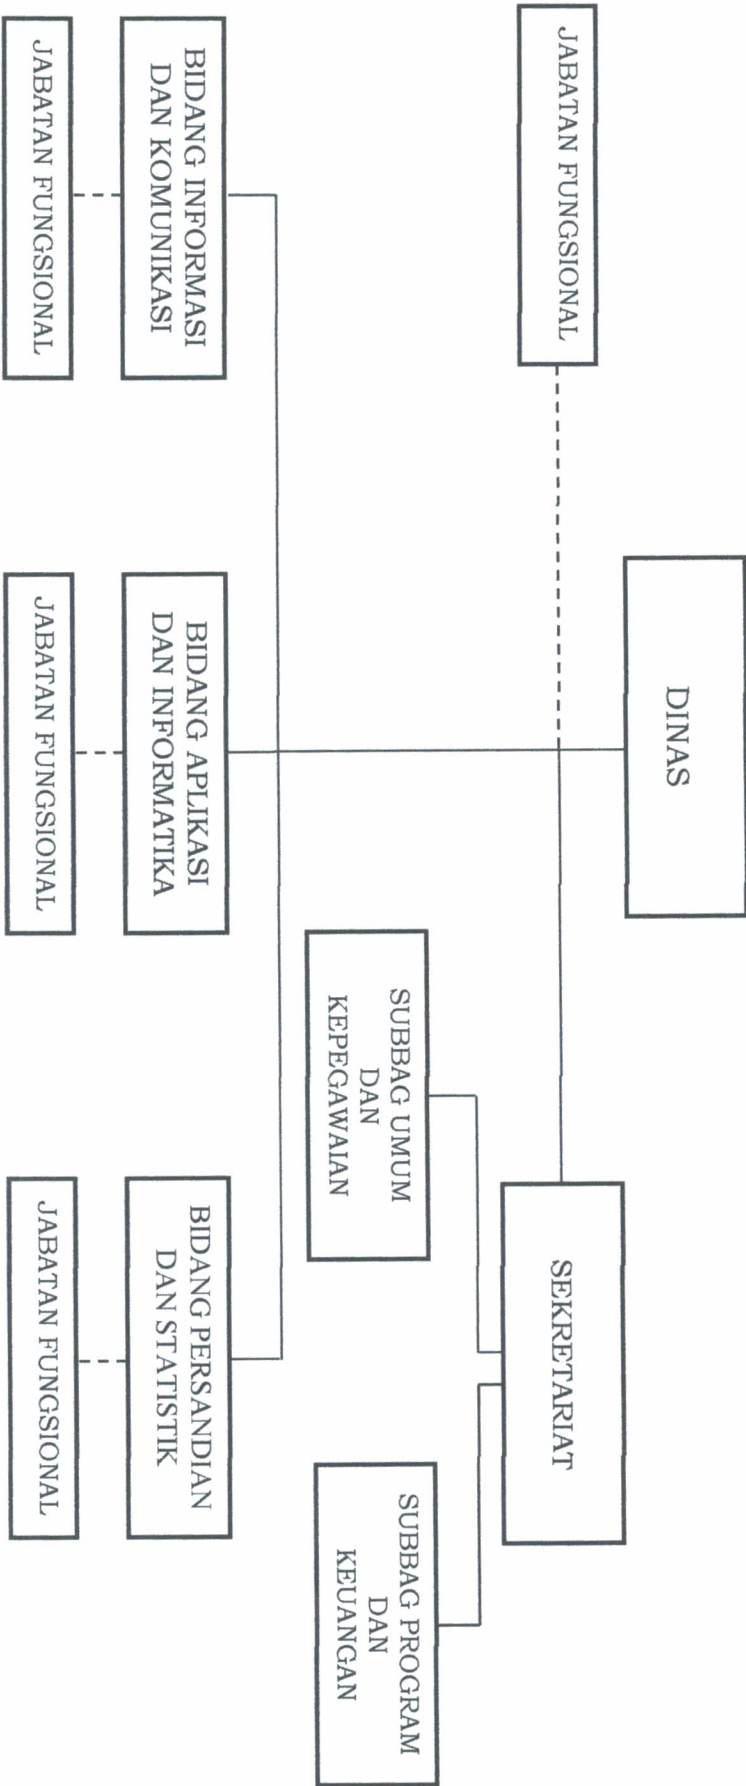 DINAS
JABATAN FUNGSIONAL
SEKRETARIAT
SUBBAG UMUM
DAN
KEPEGAWAIAN
SUBBAG PROGRAM
DAN
KEUANGAN
BIDANG INFORMASI
DAN KOMUNIKASI
BIDANG APLIKASI
DAN INFORMATIKA
BIDANG PERSANDIAN
DAN STATISTIK
JABATAN FUNGSIONAL
JABATAN FUNGSIONAL
JABATAN FUNGSIONAL